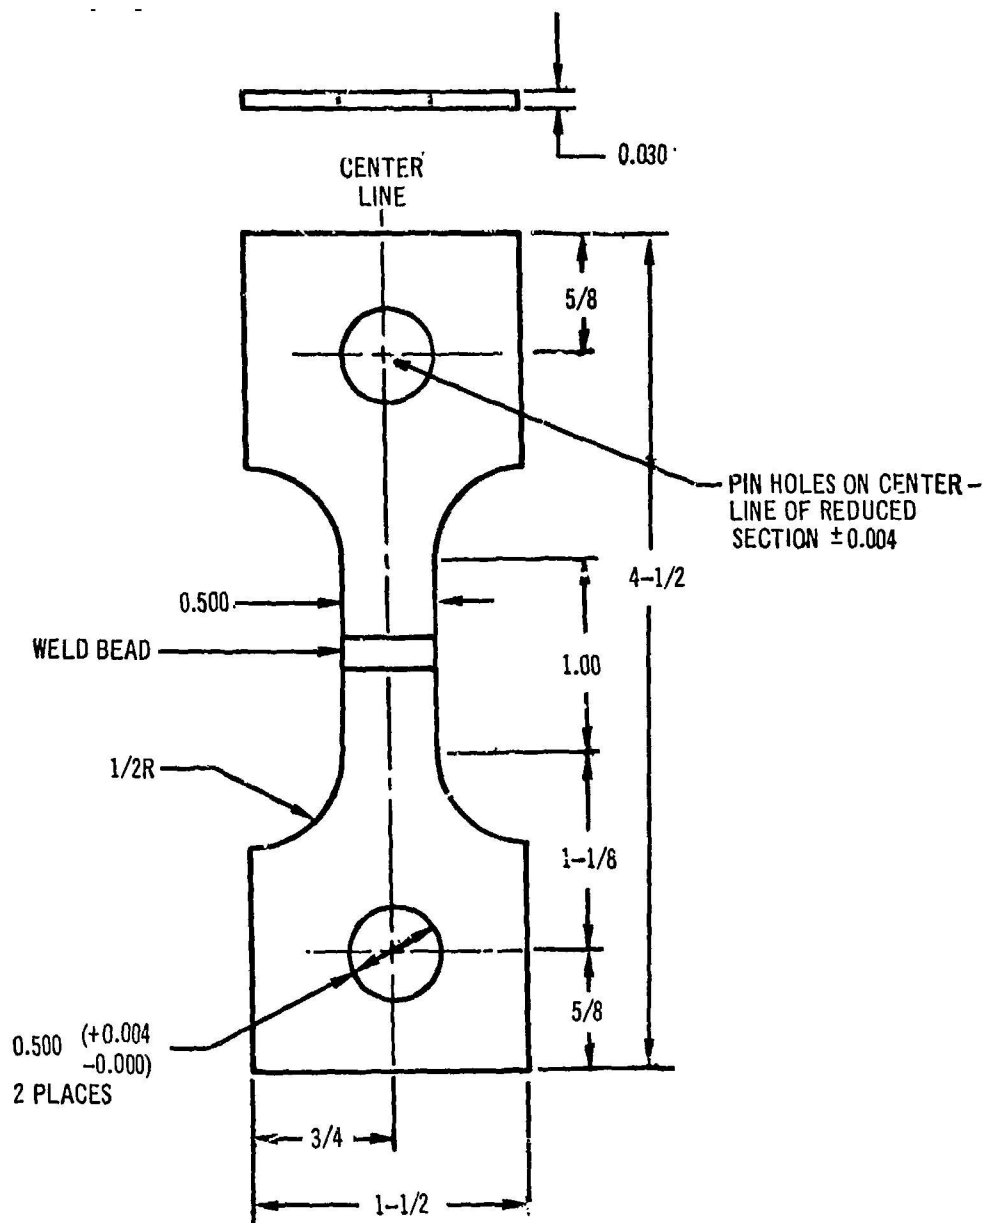 0.030
CENTER
LINE
5/8
PIN HOLES ON CENTER-
LINE OF REDUCED
SECTION ±0.004
4-1/2
0.500
WELD BEAD
1.00
1/2R
1-1/8
5/8
0.500 (+0.004
-0.000)
2 PLACES
3/4
1-1/2